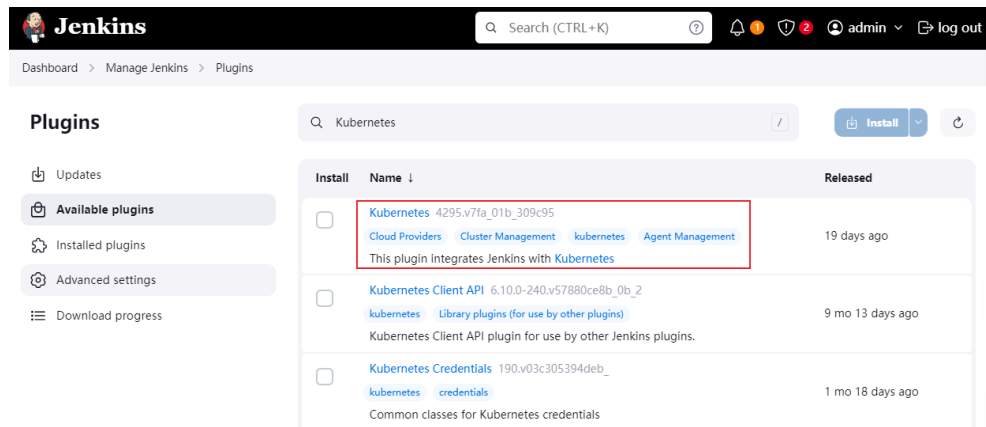 Jenkins
Search (CTRL+K)
?
1
2
admin
log out
Dashboard > Manage Jenkins > Plugins
Plugins
Kubernetes
/
Install
Updates
Available plugins
Installed plugins
Advanced settings
Download progress
Install Name ↓ Released
Kubernetes 4295.v7fa_01b_309c95
Cloud Providers Cluster Management kubernetes Agent Management
This plugin integrates Jenkins with Kubernetes
19 days ago
Kubernetes Client API 6.10.0-240.v57880ce8b_0b_2
kubernetes Library plugins (for use by other plugins)
Kubernetes Client API plugin for use by other Jenkins plugins.
9 mo 13 days ago
Kubernetes Credentials 190.v03c305394deb_
kubernetes credentials
Common classes for Kubernetes credentials
1 mo 18 days ago